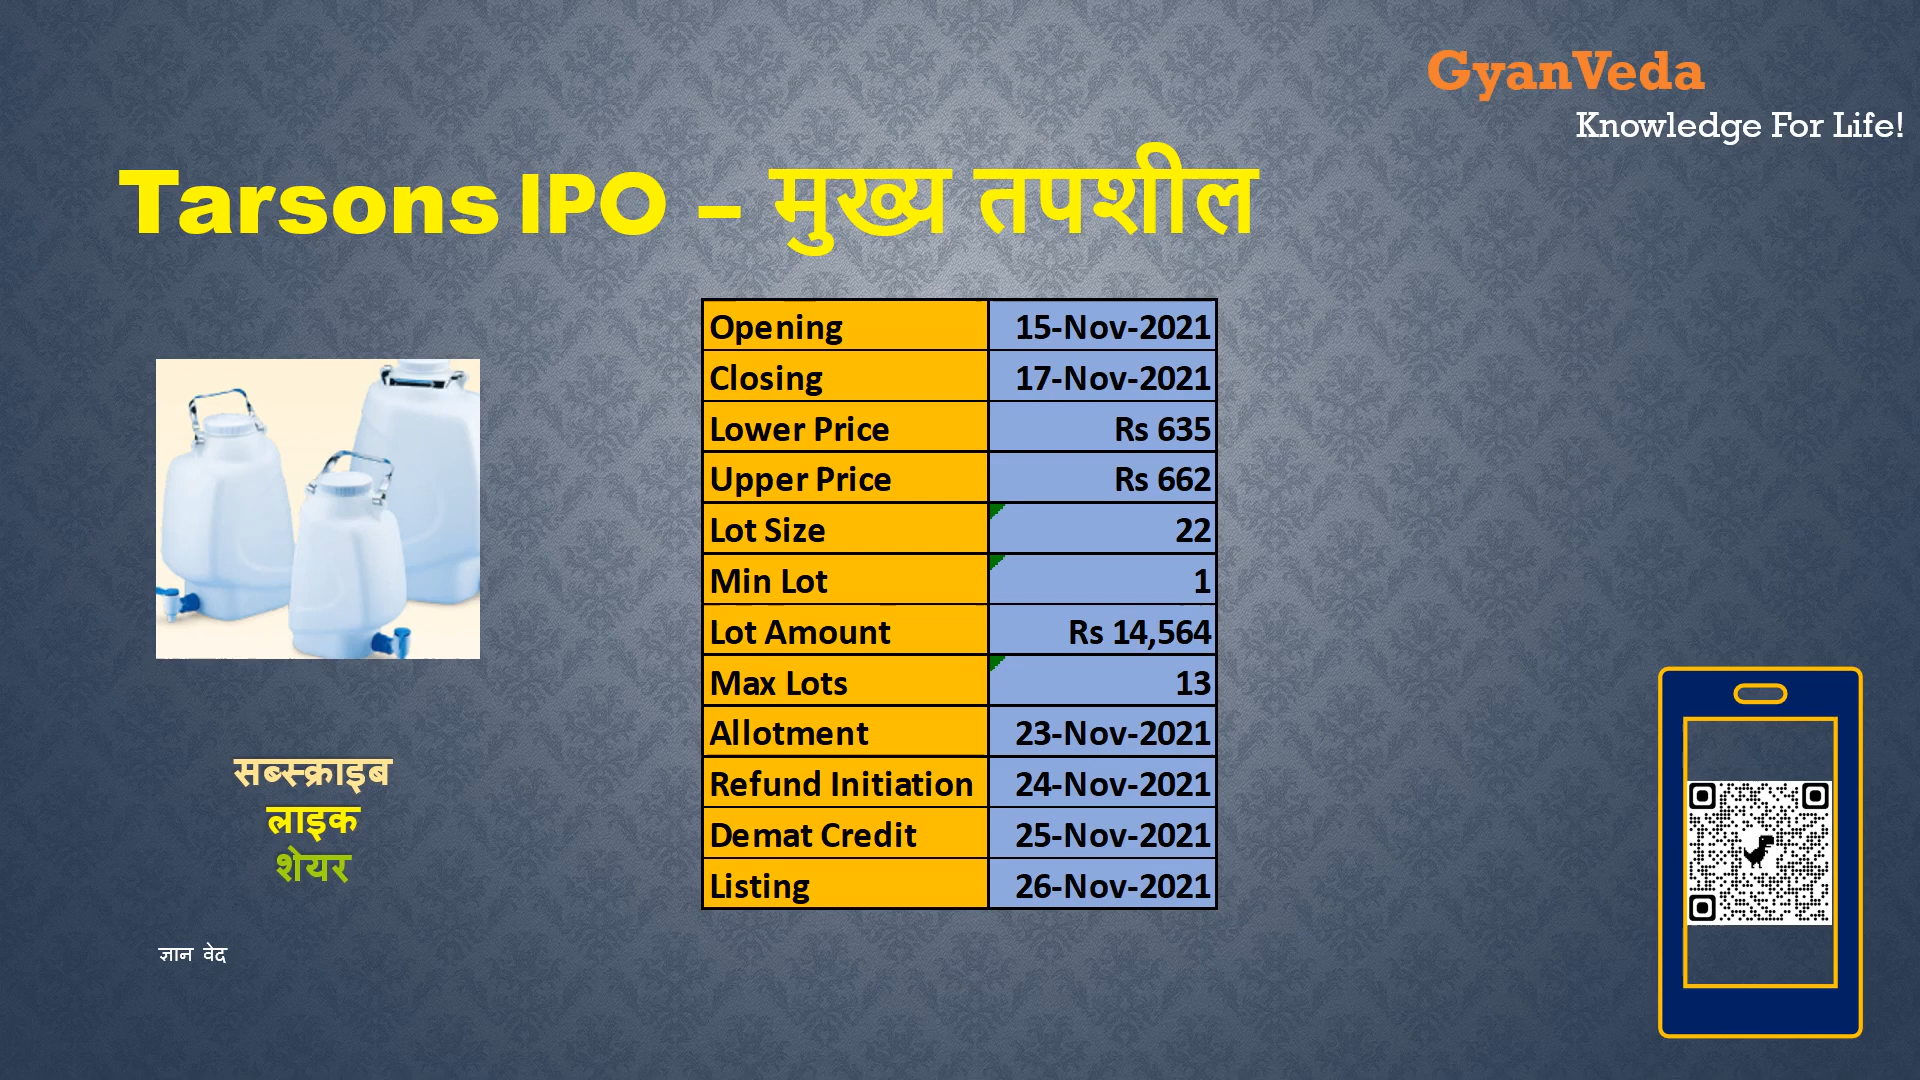 GyanVeda
Knowledge For Life!
Tarsons IPO – मुख्य तपशील
Opening 15-Nov-2021
Closing 17-Nov-2021
Lower Price Rs 635
Upper Price Rs 662
Lot Size 22
Min Lot 1
Lot Amount Rs 14,564
Max Lots 13
Allotment 23-Nov-2021
Refund Initiation 24-Nov-2021
Demat Credit 25-Nov-2021
Listing 26-Nov-2021
सब्स्क्राइब
लाइक
शेयर
ज्ञान वेद